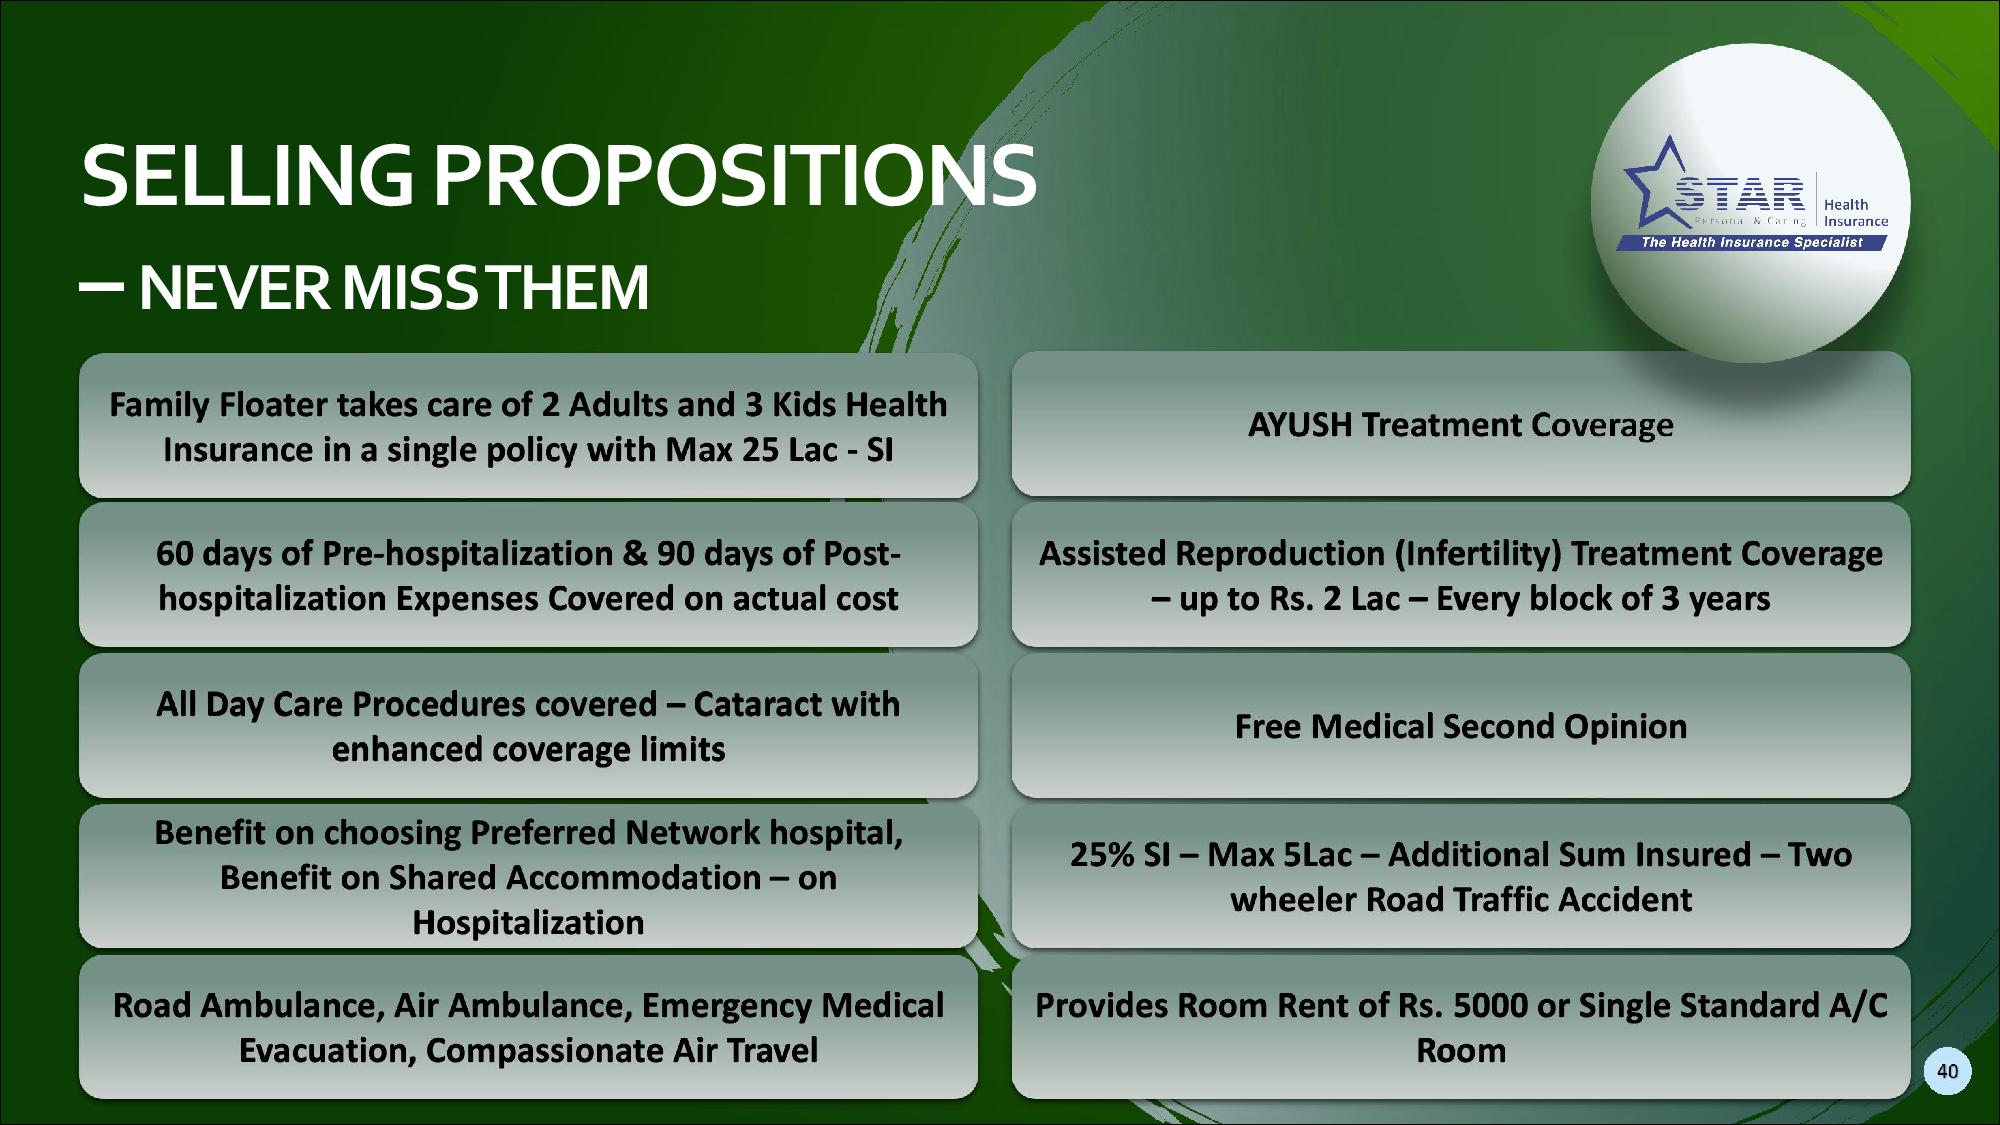 SELLING PROPOSITIONS
– NEVER MISS THEM
STAR
Personal & Caring
Health
Insurance
The Health Insurance Specialist
Family Floater takes care of 2 Adults and 3 Kids Health
Insurance in a single policy with Max 25 Lac - SI
60 days of Pre-hospitalization & 90 days of Post-
hospitalization Expenses Covered on actual cost
All Day Care Procedures covered – Cataract with
enhanced coverage limits
Benefit on choosing Preferred Network hospital,
Benefit on Shared Accommodation – on
Hospitalization
Road Ambulance, Air Ambulance, Emergency Medical
Evacuation, Compassionate Air Travel
AYUSH Treatment Coverage
Assisted Reproduction (Infertility) Treatment Coverage
– up to Rs. 2 Lac – Every block of 3 years
Free Medical Second Opinion
25% SI – Max 5Lac – Additional Sum Insured – Two
wheeler Road Traffic Accident
Provides Room Rent of Rs. 5000 or Single Standard A/C
Room
40